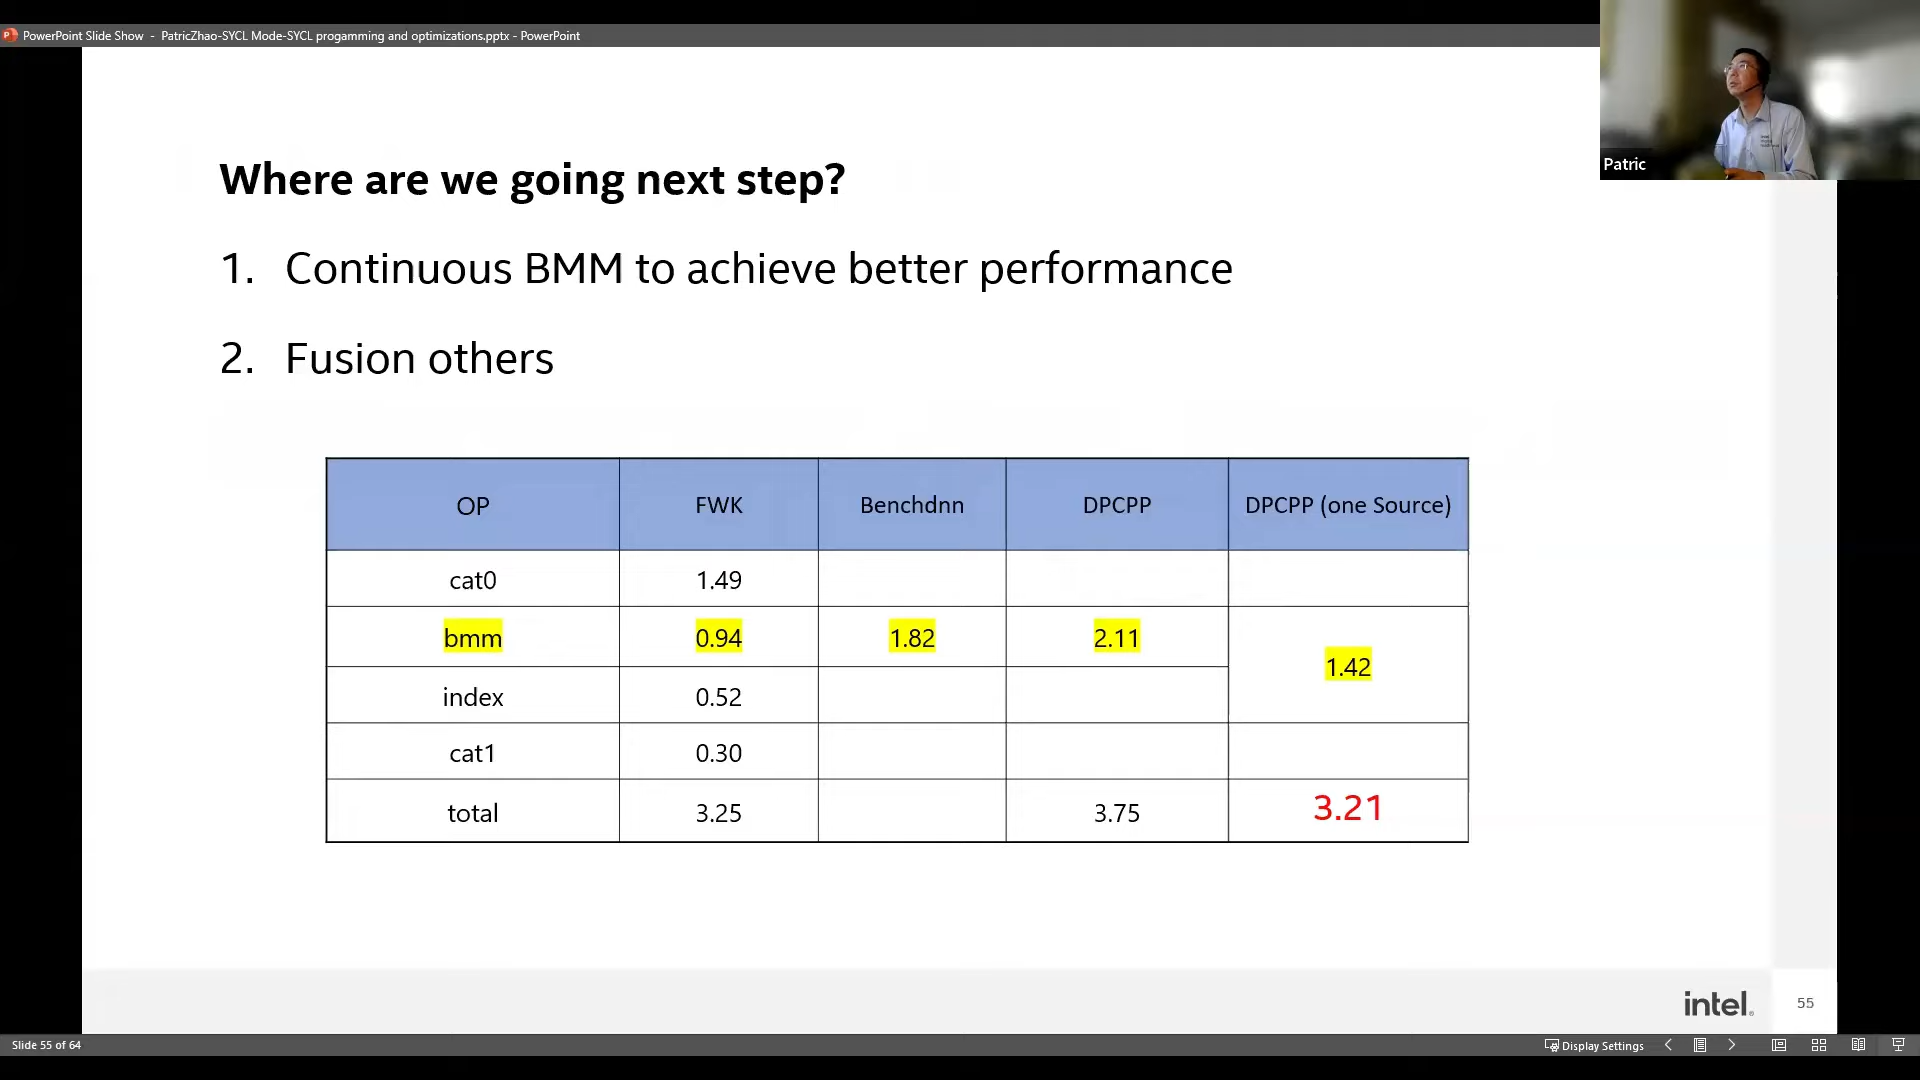 PowerPoint Slide Show - PatricZhao-SYCL Mode-SYCL progamming and optimizations.pptx - PowerPoint
Patric
Where are we going next step?
1. Continuous BMM to achieve better performance
2. Fusion others
OP FWK Benchdnn DPCPP DPCPP (one Source)
cat0 1.49
bmm 0.94 1.82 2.11 1.42
index 0.52
cat1 0.30
total 3.25 3.75 3.21
intel.
55
Slide 55 of 64
Display Settings